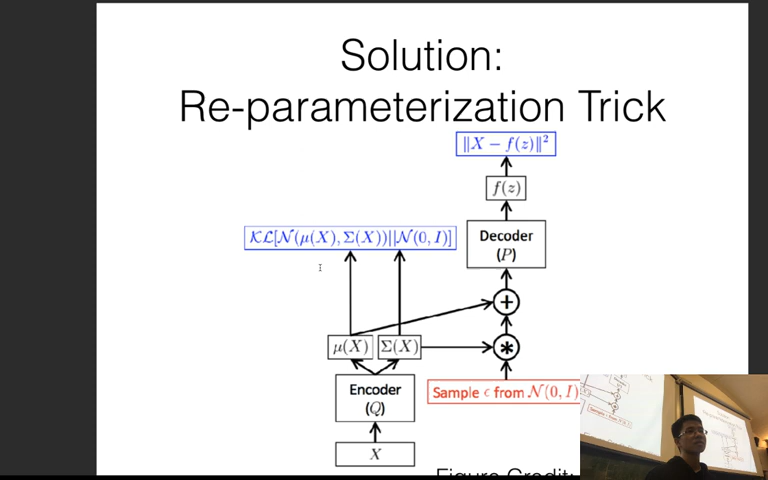 Solution:
Re-parameterization Trick
‖X − f(z)‖²
f(z)
KL[N(μ(X), Σ(X))||N(0, I)]
Decoder
(P)
+
μ(X) Σ(X)
*
Encoder
(Q)
Sample ϵ from N(0, I)
X
Figure Credit: